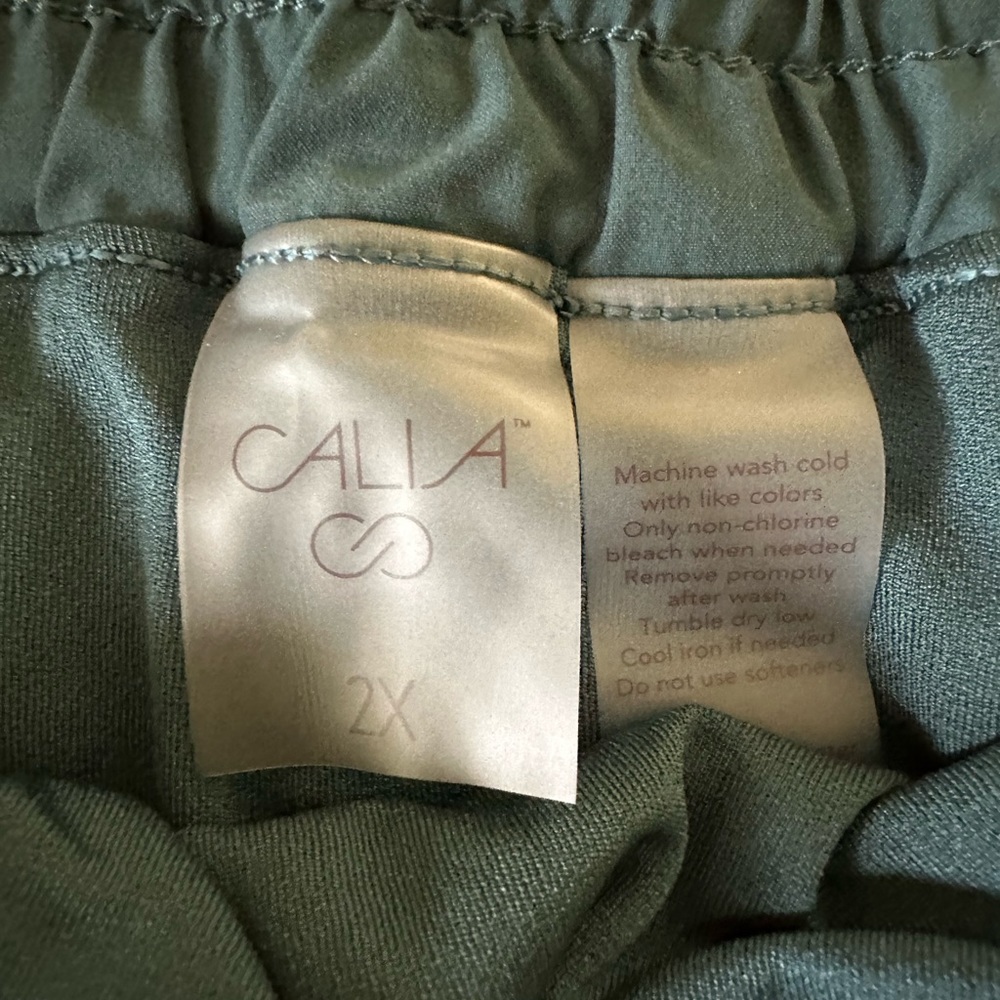 CALIA™
2X
Machine wash cold
with like colors
Only non-chlorine
bleach when needed
Remove promptly
after wash
Tumble dry low
Cool iron if needed
Do not use softeners